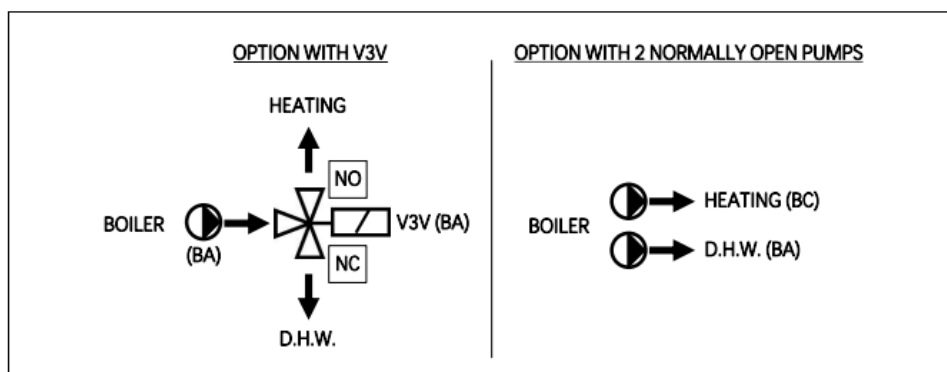 OPTION WITH V3V
HEATING
NO
BOILER
(BA)
V3V (BA)
NC
D.H.W.
OPTION WITH 2 NORMALLY OPEN PUMPS
BOILER
HEATING (BC)
D.H.W. (BA)